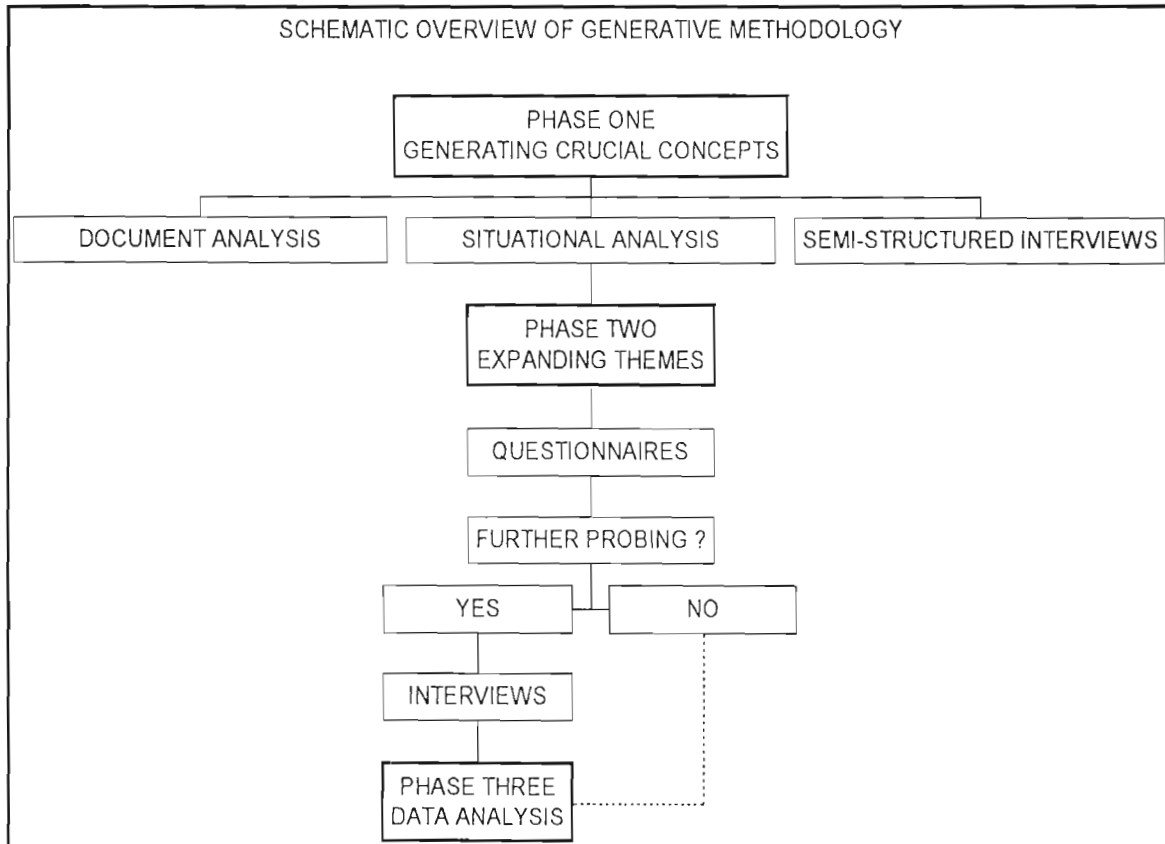 SCHEMATIC OVERVIEW OF GENERATIVE METHODOLOGY
PHASE ONE
GENERATING CRUCIAL CONCEPTS
DOCUMENT ANALYSIS
SITUATIONAL ANALYSIS
SEMI-STRUCTURED INTERVIEWS
PHASE TWO
EXPANDING THEMES
QUESTIONNAIRES
FURTHER PROBING ?
YES
NO
INTERVIEWS
PHASE THREE
DATA ANALYSIS